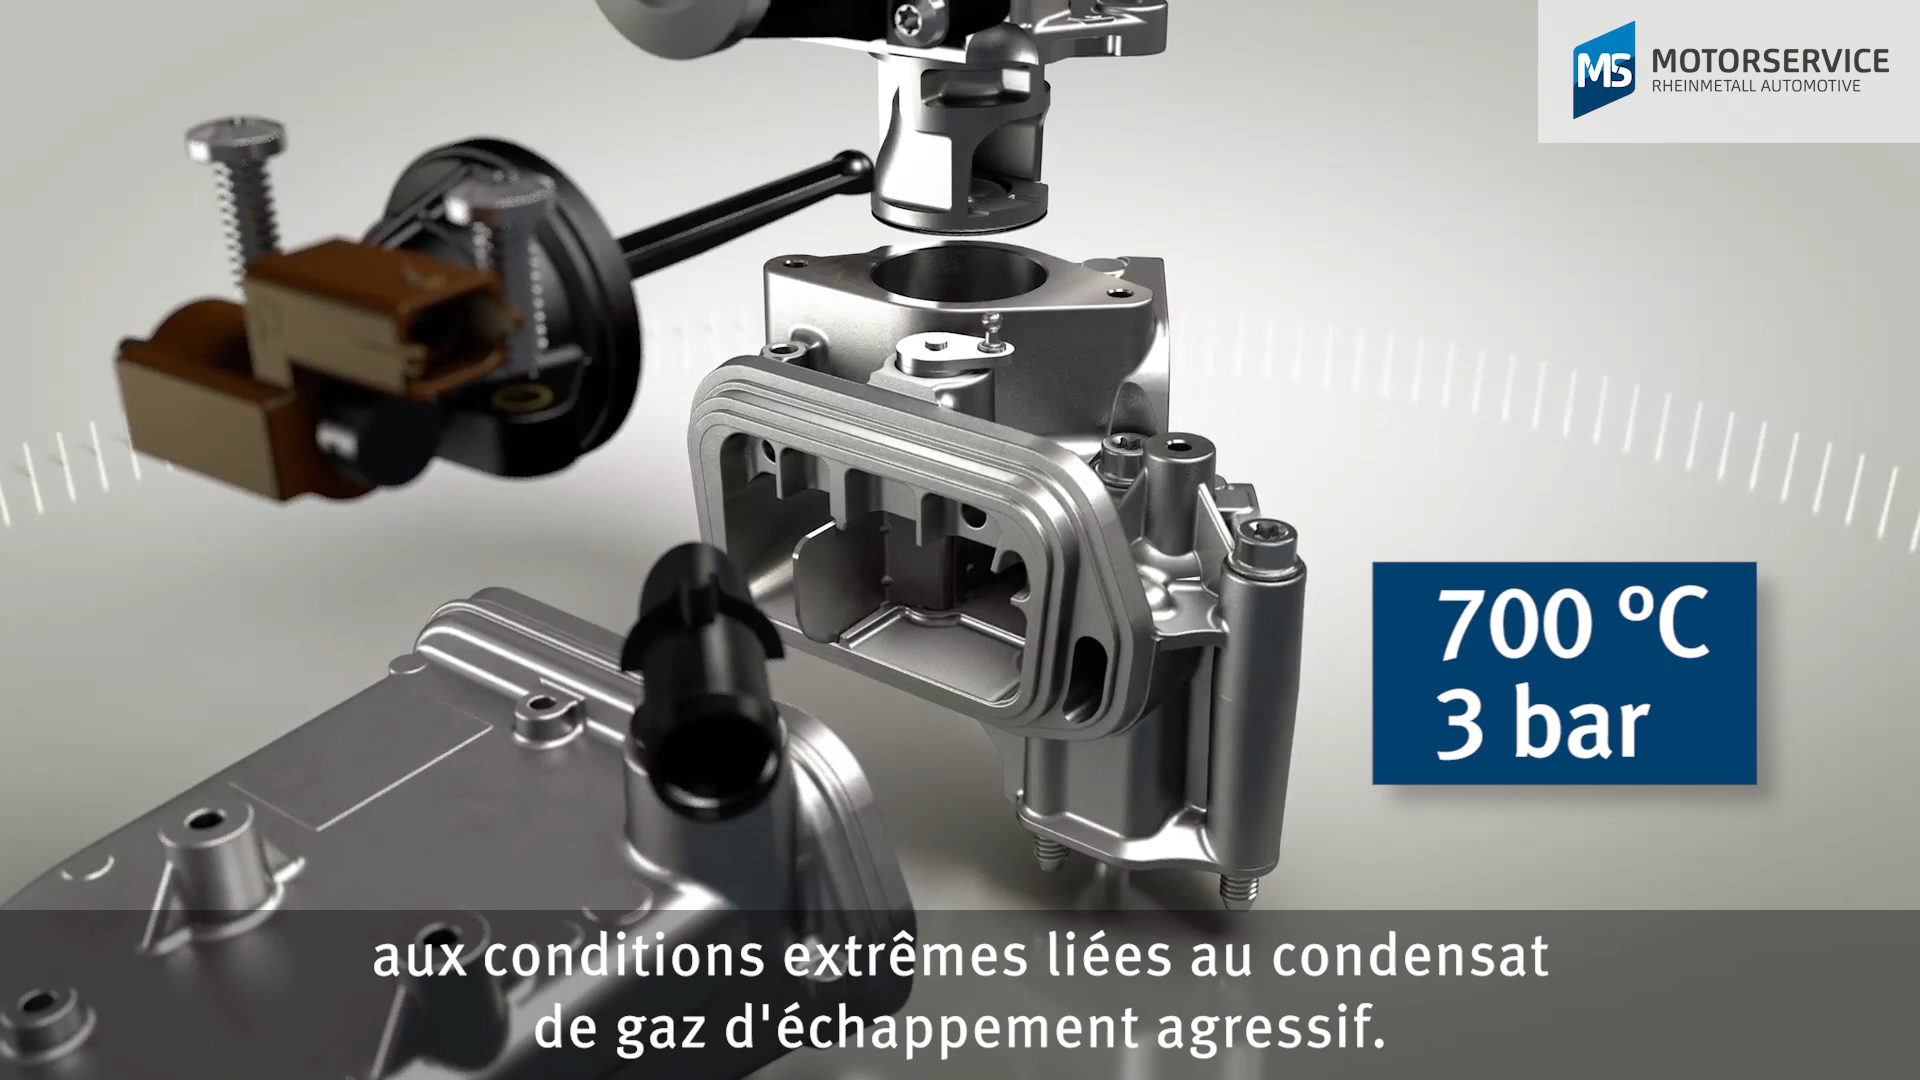 MS MOTORSERVICE
RHEINMETALL AUTOMOTIVE
700 ºC
3 bar
aux conditions extrêmes liées au condensat
de gaz d'échappement agressif.